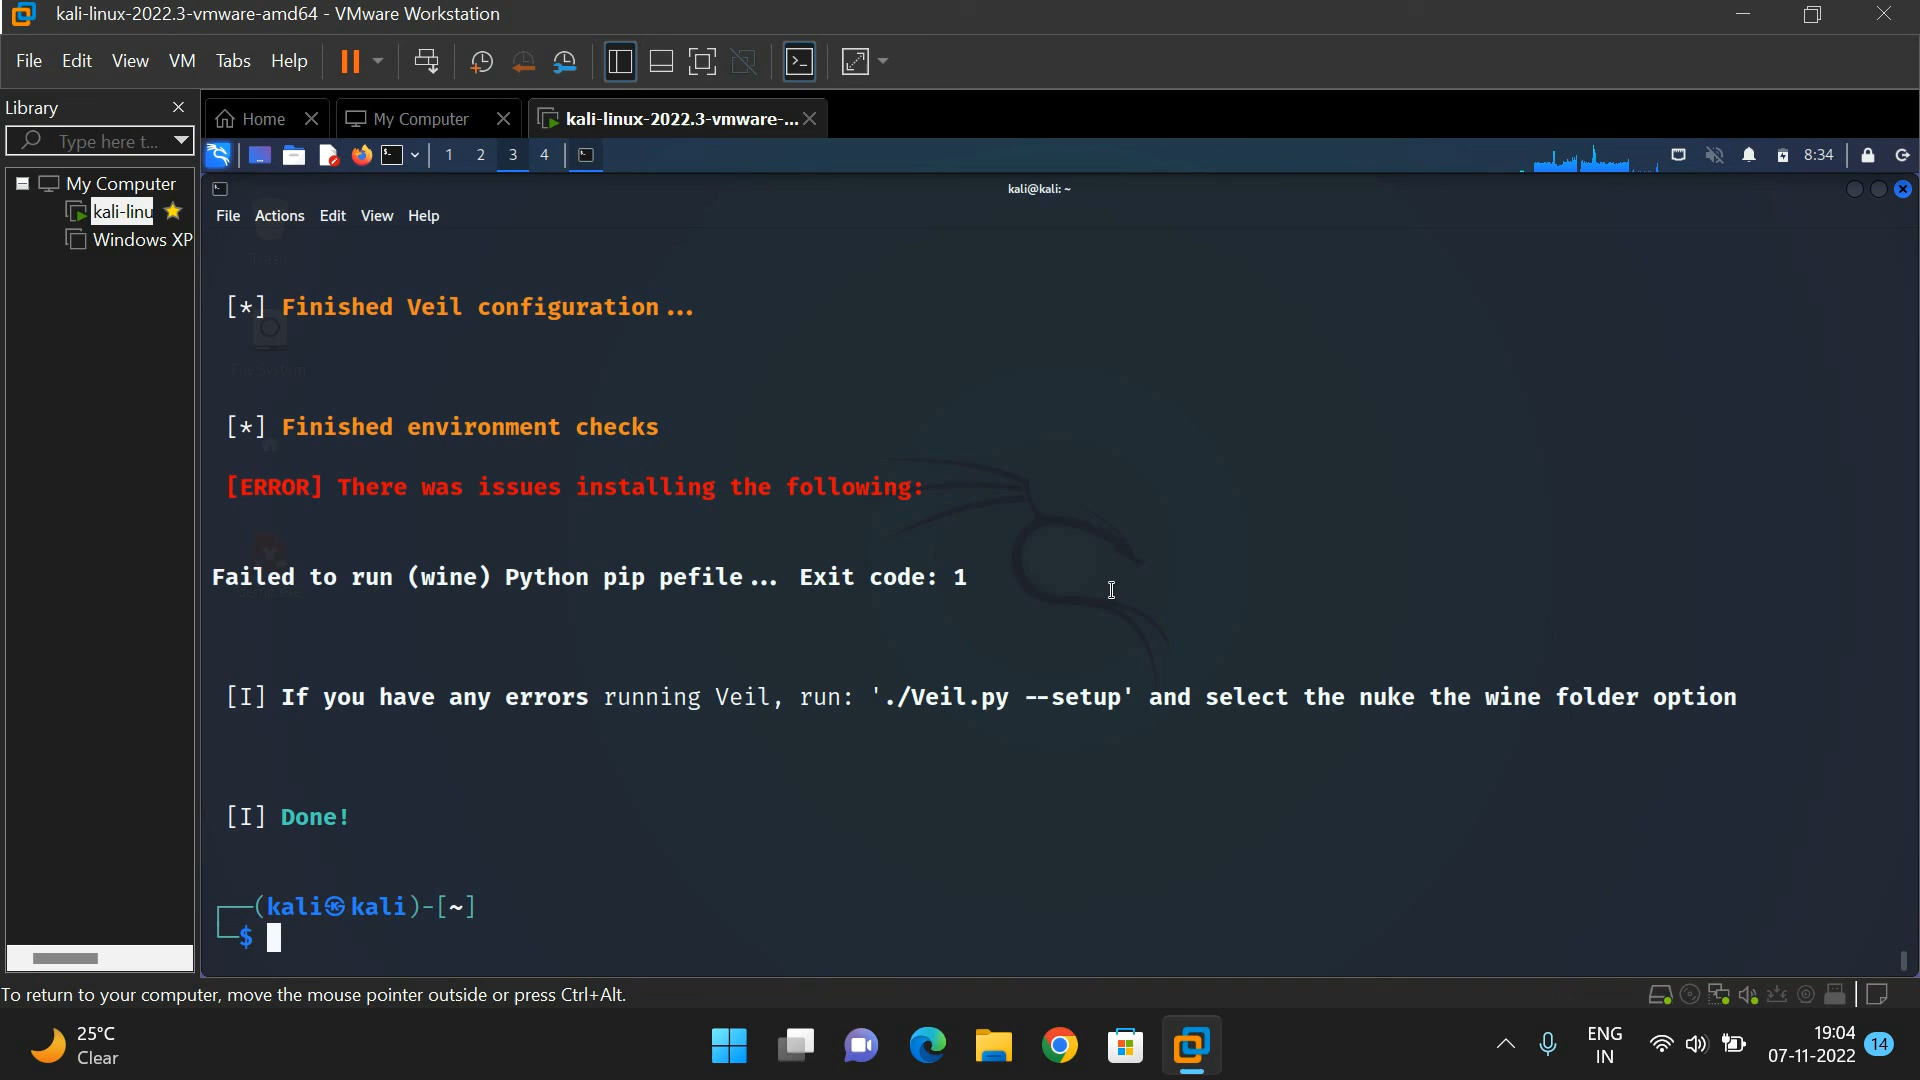 kali-linux-2022.3-vmware-amd64 - VMware Workstation
File Edit View VM Tabs Help
Library
Home
My Computer
kali-linux-2022.3-vmware-...
Type here t...
1 2 3 4
8:34
My Computer
kali-linu
Windows XP
kali@kali: ~
File Actions Edit View Help
[*] Finished Veil configuration...
File System
[*] Finished environment checks
[ERROR] There was issues installing the following:
Failed to run (wine) Python pip pefile... Exit code: 1
[I] If you have any errors running Veil, run: './Veil.py --setup' and select the nuke the wine folder option
[I] Done!
┌──(kali㉿kali)-[~]
└─$
To return to your computer, move the mouse pointer outside or press Ctrl+Alt.
25°C
Clear
ENG
IN
19:04
07-11-2022
14